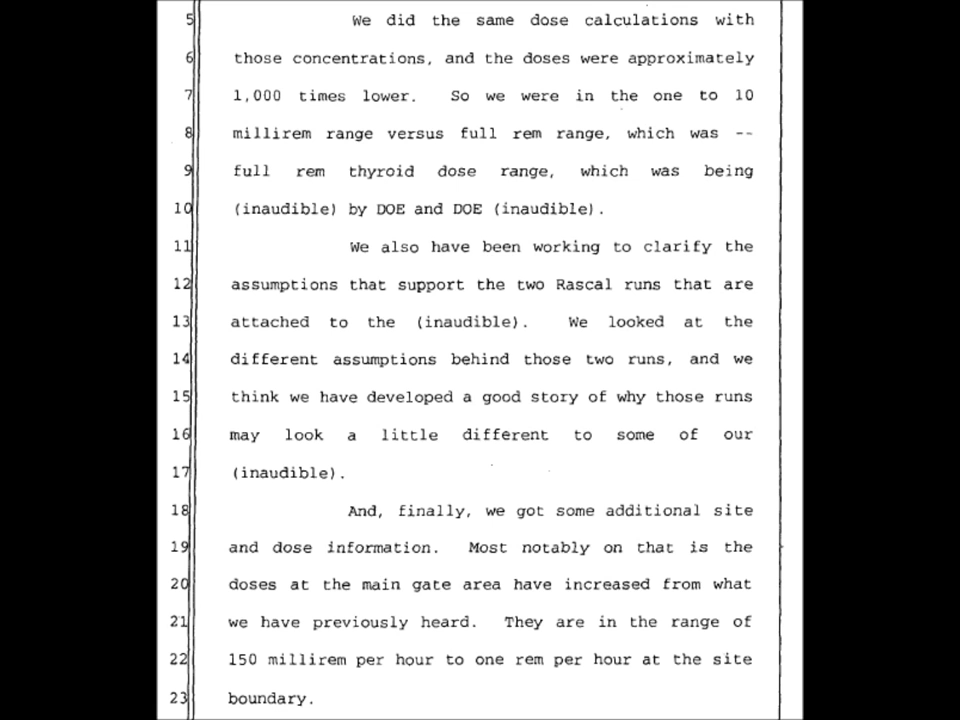 5 We did the same dose calculations with
6 those concentrations, and the doses were approximately
7 1,000 times lower. So we were in the one to 10
8 millirem range versus full rem range, which was --
9 full rem thyroid dose range, which was being
10 (inaudible) by DOE and DOE (inaudible).
11 We also have been working to clarify the
12 assumptions that support the two Rascal runs that are
13 attached to the (inaudible). We looked at the
14 different assumptions behind those two runs, and we
15 think we have developed a good story of why those runs
16 may look a little different to some of our
17 (inaudible).
18 And, finally, we got some additional site
19 and dose information. Most notably on that is the
20 doses at the main gate area have increased from what
21 we have previously heard. They are in the range of
22 150 millirem per hour to one rem per hour at the site
23 boundary.